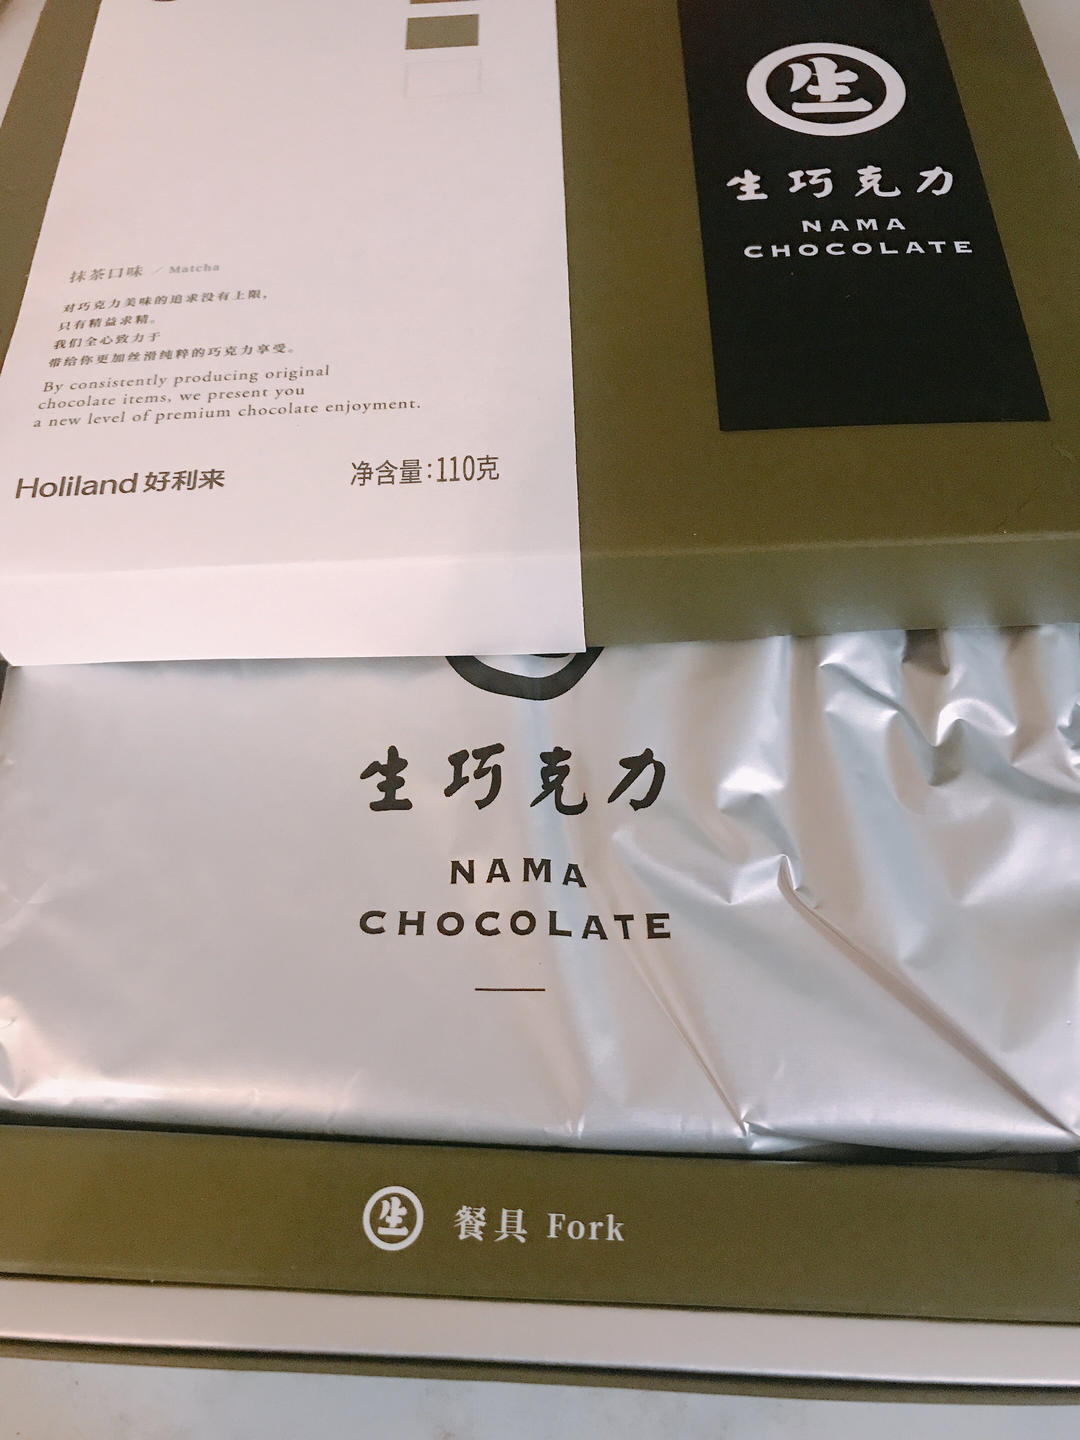 抹茶口味 / Matcha
对巧克力美味的追求没有上限，
只有精益求精。
我们全心致力于
带给你更加丝滑纯粹的巧克力享受。
By consistently producing original
chocolate items, we present you
a new level of premium chocolate enjoyment.
Holiland 好利来
净含量:110克
生
生巧克力
NAMA
CHOCOLATE
生巧克力
NAMA
CHOCOLATE
生 餐具 Fork